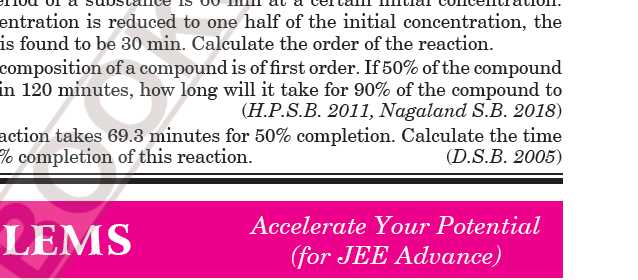 eriod of a substance is 60 min at a certain initial concentration.
entration is reduced to one half of the initial concentration, the
is found to be 30 min. Calculate the order of the reaction.
composition of a compound is of first order. If 50% of the compound
in 120 minutes, how long will it take for 90% of the compound to
(H.P.S.B. 2011, Nagaland S.B. 2018)
action takes 69.3 minutes for 50% completion. Calculate the time
% completion of this reaction. (D.S.B. 2005)
LEMS
Accelerate Your Potential
(for JEE Advance)
BOOK